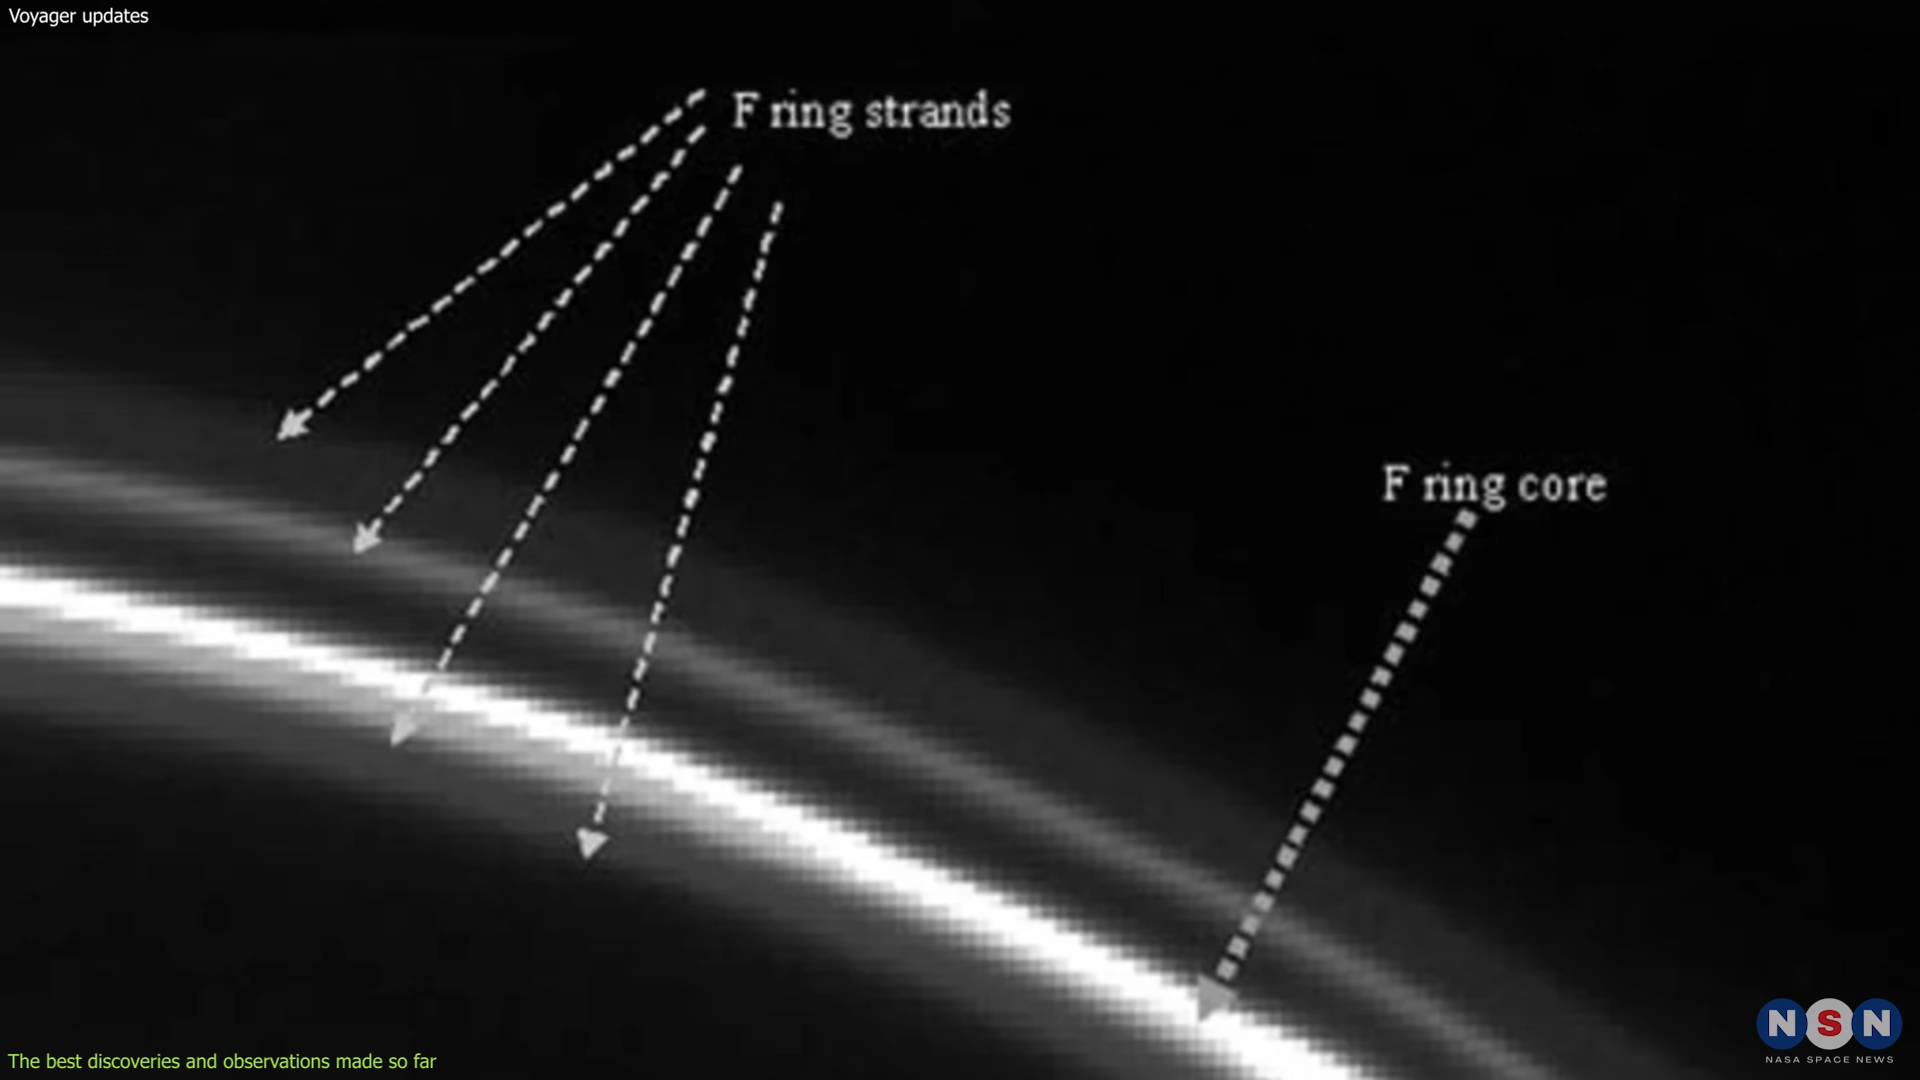 Voyager updates
F ring strands
F ring core
NSN
NASA SPACE NEWS
The best discoveries and observations made so far